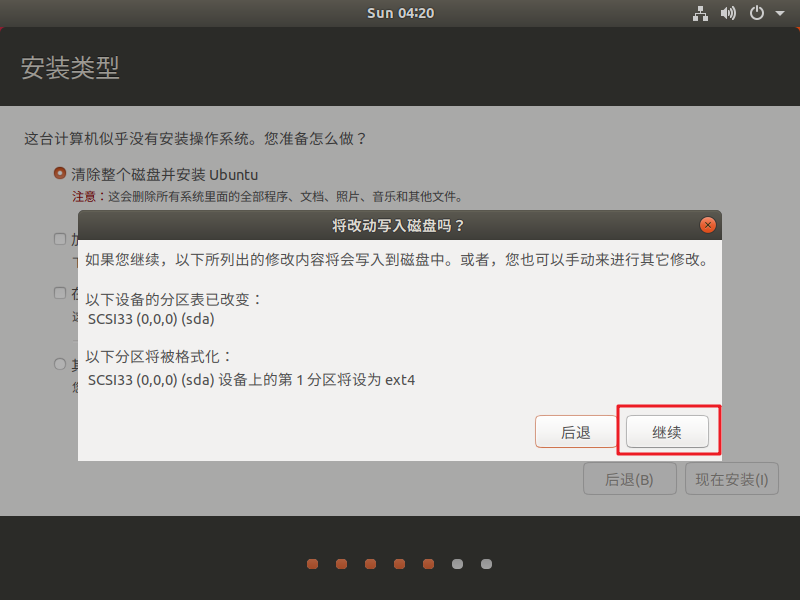 Sun 04:20
安装类型
这台计算机似乎没有安装操作系统。您准备怎么做？
清除整个磁盘并安装 Ubuntu
注意：这会删除所有系统里面的全部程序、文档、照片、音乐和其他文件。
将改动写入磁盘吗？
如果您继续，以下所列出的修改内容将会写入到磁盘中。或者，您也可以手动来进行其它修改。
以下设备的分区表已改变：
SCSI33 (0,0,0) (sda)
以下分区将被格式化：
SCSI33 (0,0,0) (sda) 设备上的第 1 分区将设为 ext4
后退 继续
后退(B) 现在安装(I)